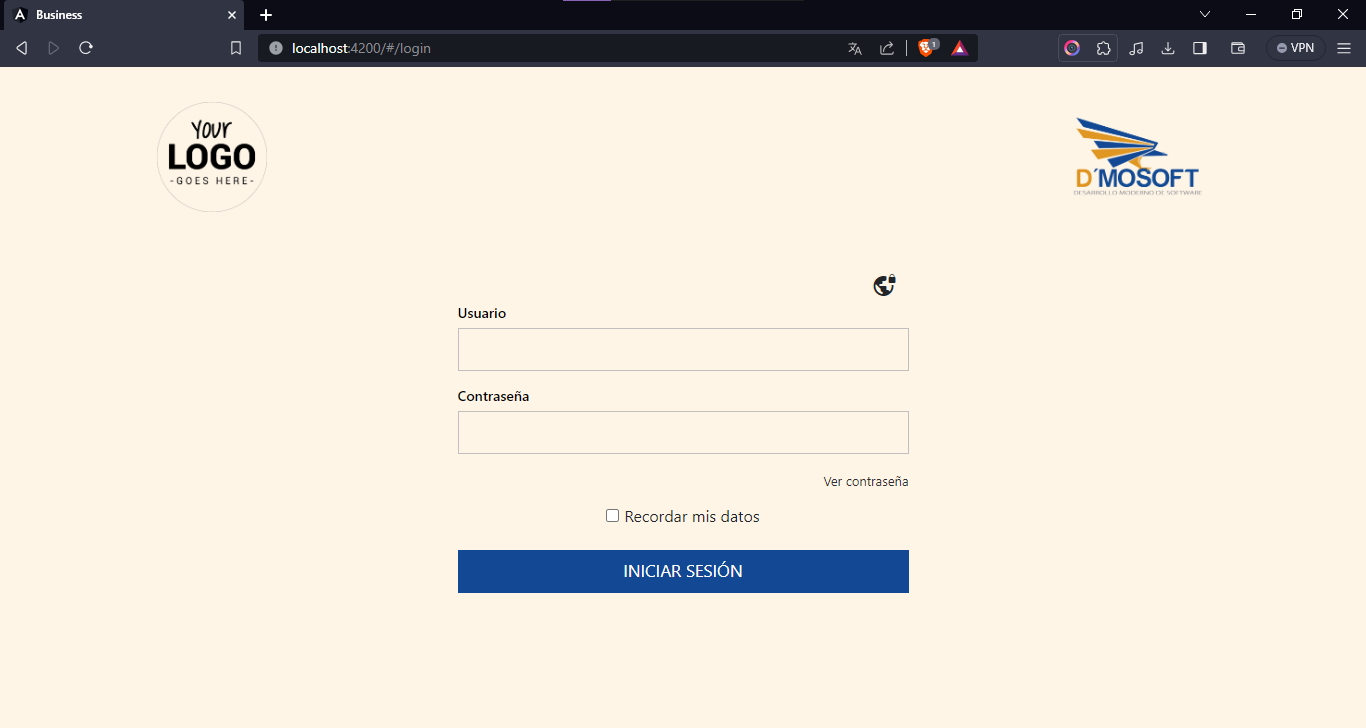 Business
localhost:4200/#/login
1
VPN
YOUR
LOGO
-GOES HERE-
D´MOSOFT
DESARROLLO MODERNO DE SOFTWARE
Usuario
Contraseña
Ver contraseña
Recordar mis datos
INICIAR SESIÓN